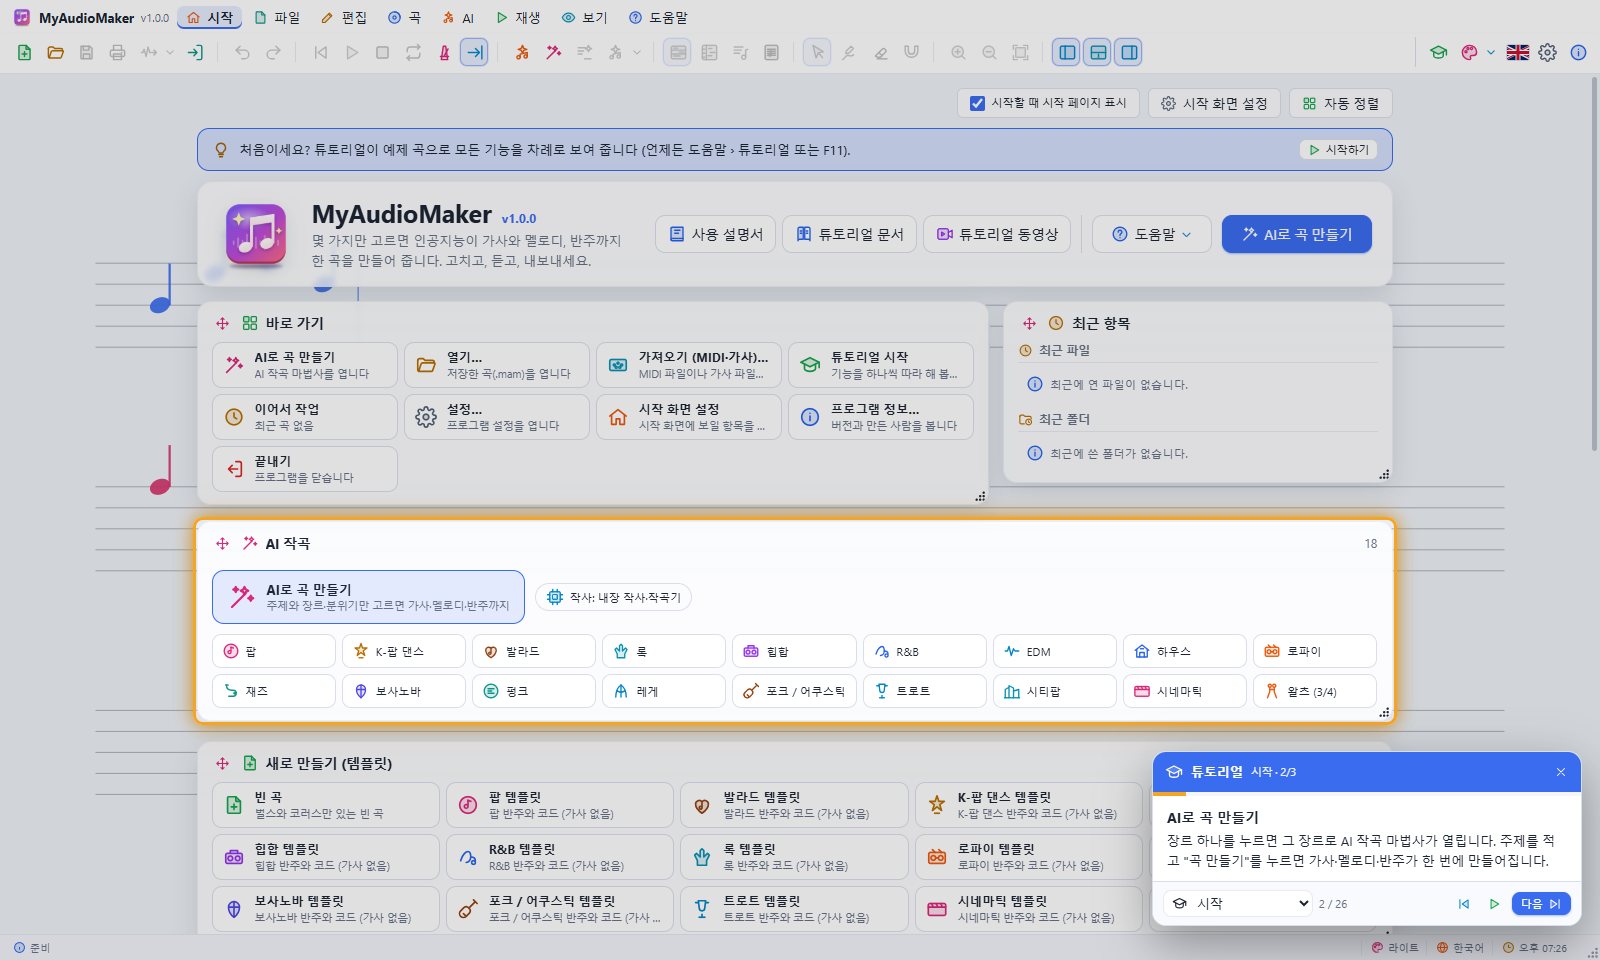 MyAudioMaker v1.0.0 시작 파일 편집 곡 AI 재생 보기 도움말
시작할 때 시작 페이지 표시 시작 화면 설정 자동 정렬
처음이세요? 튜토리얼이 예제 곡으로 모든 기능을 차례로 보여 줍니다 (언제든 도움말 › 튜토리얼 또는 F11).
시작하기
MyAudioMaker v1.0.0
몇 가지만 고르면 인공지능이 가사와 멜로디, 반주까지
한 곡을 만들어 줍니다. 고치고, 듣고, 내보내세요.
사용 설명서 튜토리얼 문서 튜토리얼 동영상 도움말 AI로 곡 만들기
바로 가기
AI로 곡 만들기
AI 작곡 마법사를 엽니다
열기...
저장한 곡(.mam)을 엽니다
가져오기 (MIDI·가사)...
MIDI 파일이나 가사 파일...
튜토리얼 시작
기능을 하나씩 따라 해 봅...
이어서 작업
최근 곡 없음
설정...
프로그램 설정을 엽니다
시작 화면 설정
시작 화면에 보일 항목을 ...
프로그램 정보...
버전과 만든 사람을 봅니다
끝내기
프로그램을 닫습니다
최근 항목
최근 파일
최근에 연 파일이 없습니다.
최근 폴더
최근에 쓴 폴더가 없습니다.
AI 작곡 18
AI로 곡 만들기
주제와 장르·분위기만 고르면 가사·멜로디·반주까지
작사: 내장 작사·작곡기
팝 K-팝 댄스 발라드 록 힙합 R&B EDM 하우스 로파이
재즈 보사노바 펑크 레게 포크 / 어쿠스틱 트로트 시티팝 시네마틱 왈츠 (3/4)
새로 만들기 (템플릿)
빈 곡
벌스와 코러스만 있는 빈 곡
팝 템플릿
팝 반주와 코드 (가사 없음)
발라드 템플릿
발라드 반주와 코드 (가사 없음)
K-팝 댄스 템플릿
K-팝 댄스 반주와 코드 (가사 없음)
힙합 템플릿
힙합 반주와 코드 (가사 없음)
R&B 템플릿
R&B 반주와 코드 (가사 없음)
록 템플릿
록 반주와 코드 (가사 없음)
로파이 템플릿
로파이 반주와 코드 (가사 없음)
보사노바 템플릿
보사노바 반주와 코드 (가사 없음)
포크 / 어쿠스틱 템플릿
포크 / 어쿠스틱 반주와 코드 (가사 ...
트로트 템플릿
트로트 반주와 코드 (가사 없음)
시네마틱 템플릿
시네마틱 반주와 코드 (가사 없음)
튜토리얼 시작 · 2/3
AI로 곡 만들기
장르 하나를 누르면 그 장르로 AI 작곡 마법사가 열립니다. 주제를 적
고 "곡 만들기"를 누르면 가사·멜로디·반주가 한 번에 만들어집니다.
시작 2 / 26 다음
준비 라이트 한국어 오후 07:26